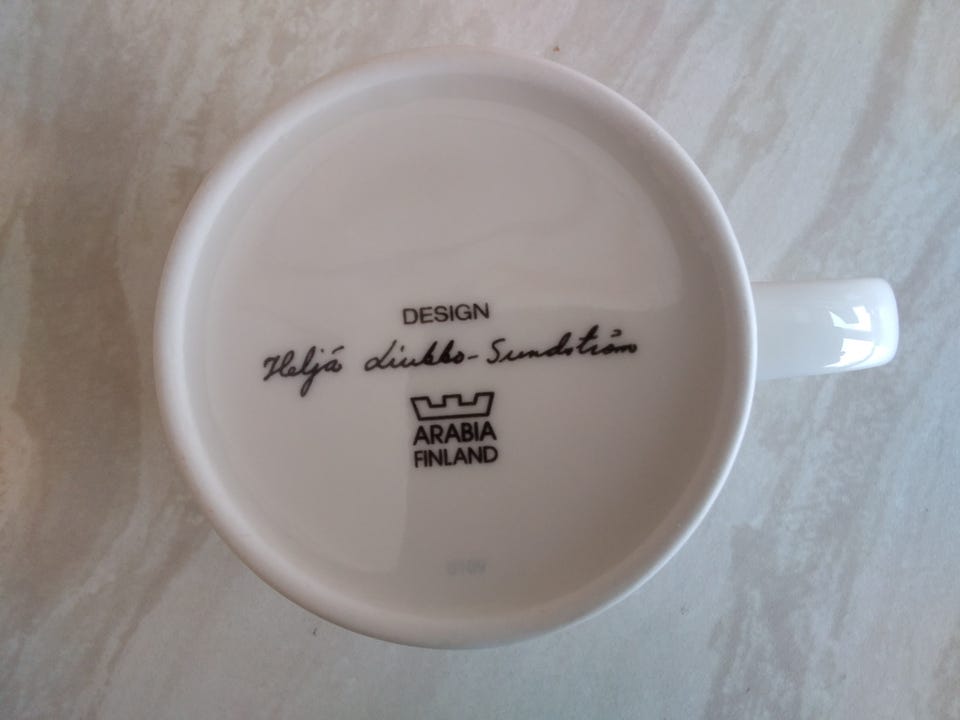 DESIGN
Heljä Liukko-Sundström
ARABIA
FINLAND